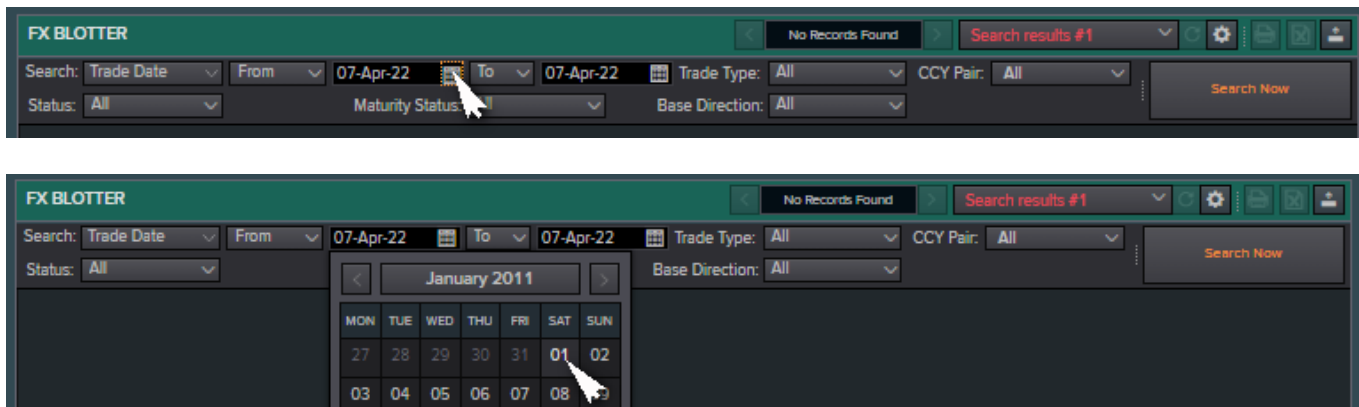 FX BLOTTER No Records Found Search results #1
Search: Trade Date From 07-Apr-22 To 07-Apr-22 Trade Type: All CCY Pair: All Search Now
Status: All Maturity Status: Base Direction: All
FX BLOTTER No Records Found Search results #1
Search: Trade Date From 07-Apr-22 To 07-Apr-22 Trade Type: All CCY Pair: All Search Now
Status: All Base Direction: All
January 2011
MON TUE WED THU FRI SAT SUN
27 28 29 30 31 01 02
03 04 05 06 07 08